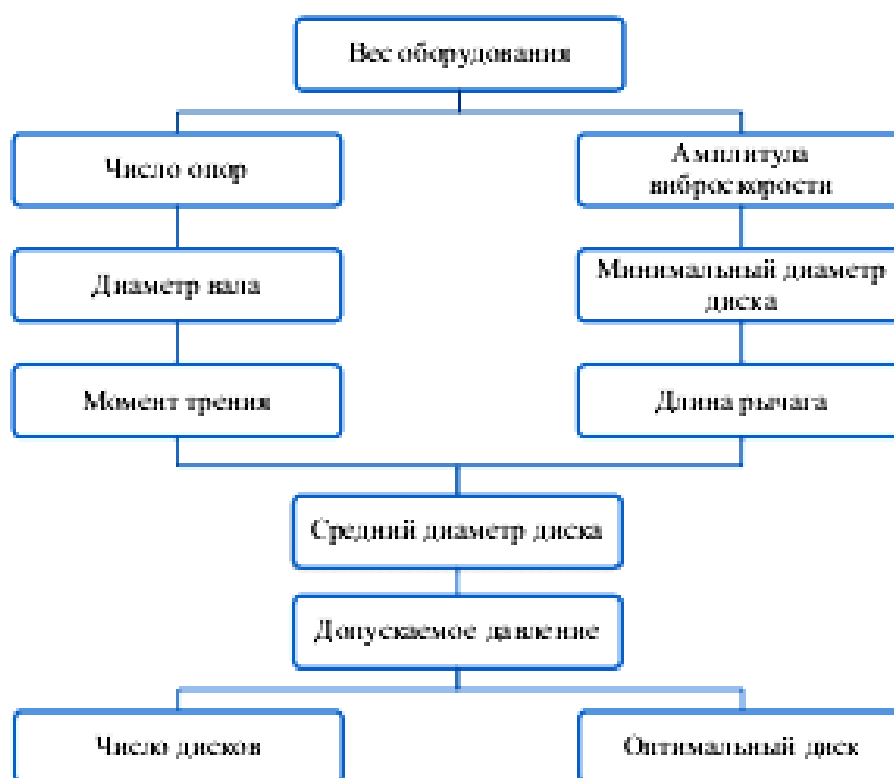 Вес оборудования
Число опор
Амплитуда
виброскорости
Диаметр вала
Минимальный диаметр
диска
Момент трения
Длина рычага
Средний диаметр диска
Допускаемое давление
Число дисков
Оптимальный диск